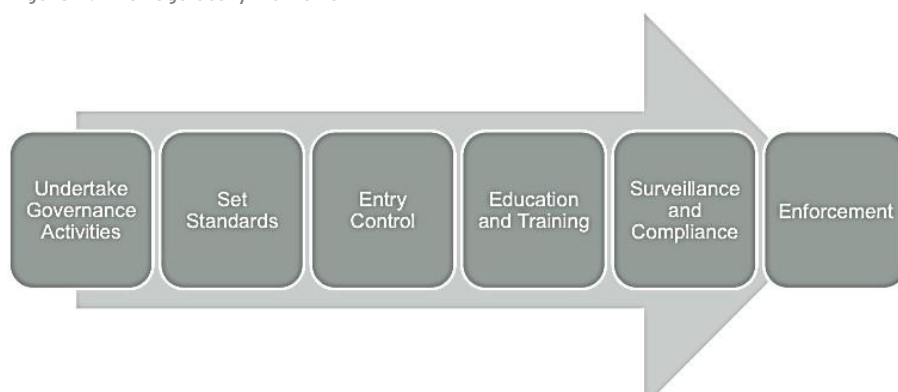 Undertake
Governance
Activities
Set
Standards
Entry
Control
Education
and Training
Surveillance
and
Compliance
Enforcement